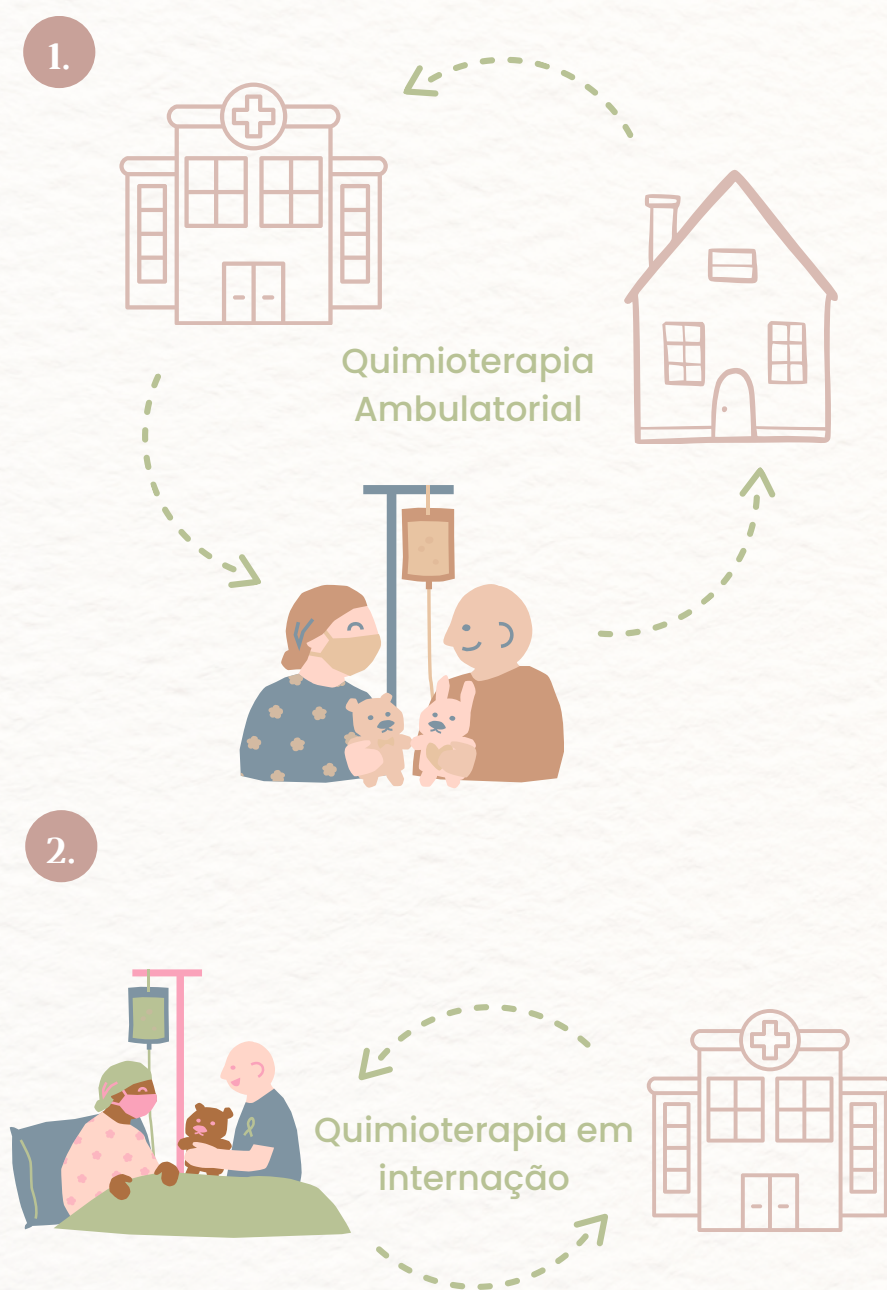 1.
Quimioterapia
Ambulatorial
2.
Quimioterapia em
internação